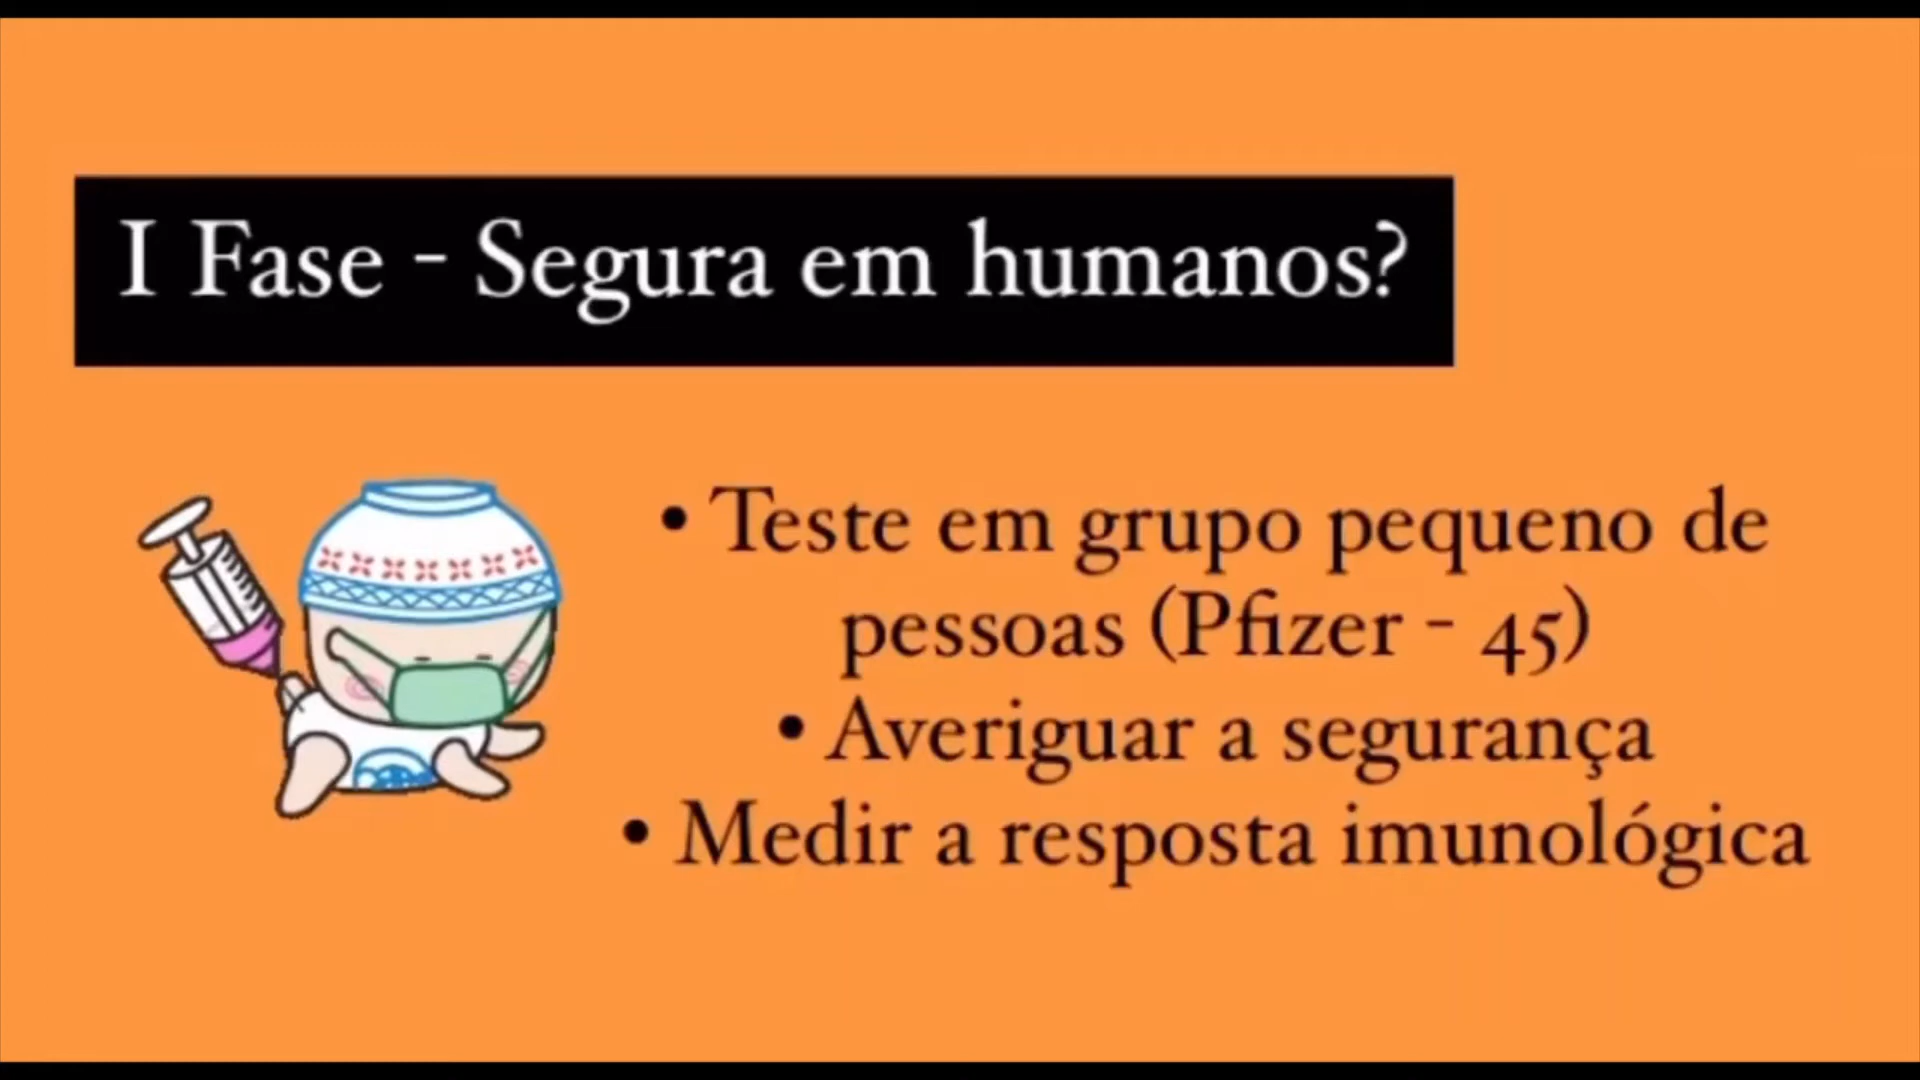 I Fase - Segura em humanos?
• Teste em grupo pequeno de
pessoas (Pfizer - 45)
• Averiguar a segurança
• Medir a resposta imunológica